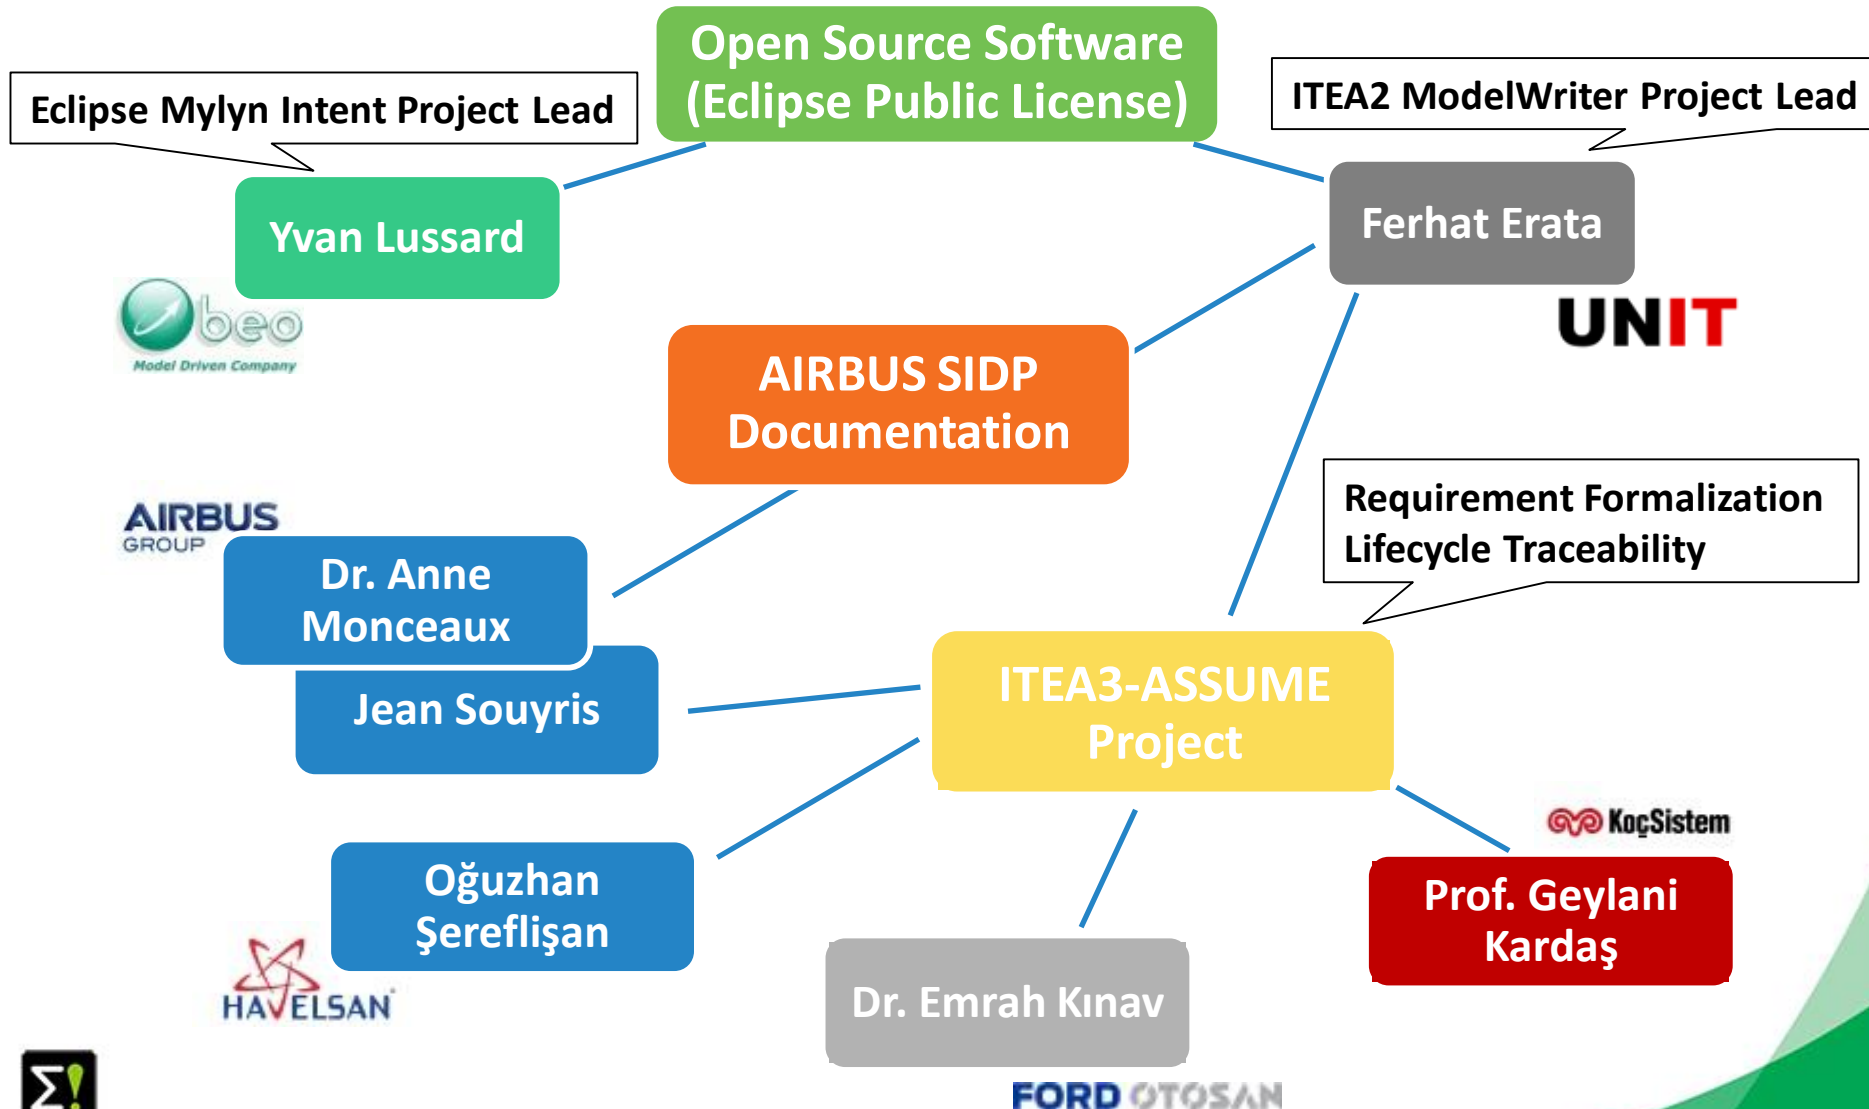 Open Source Software
(Eclipse Public License)
Eclipse Mylyn Intent Project Lead
ITEA2 ModelWriter Project Lead
Yvan Lussard
Ferhat Erata
Obeo
Model Driven Company
UNIT
AIRBUS SIDP
Documentation
AIRBUS
GROUP
Requirement Formalization
Lifecycle Traceability
Dr. Anne
Monceaux
Jean Souyris
ITEA3-ASSUME
Project
KoçSistem
Oğuzhan
Şereflişan
Prof. Geylani
Kardaş
HAVELSAN
Dr. Emrah Kınav
Σ!
FORD OTOSAN